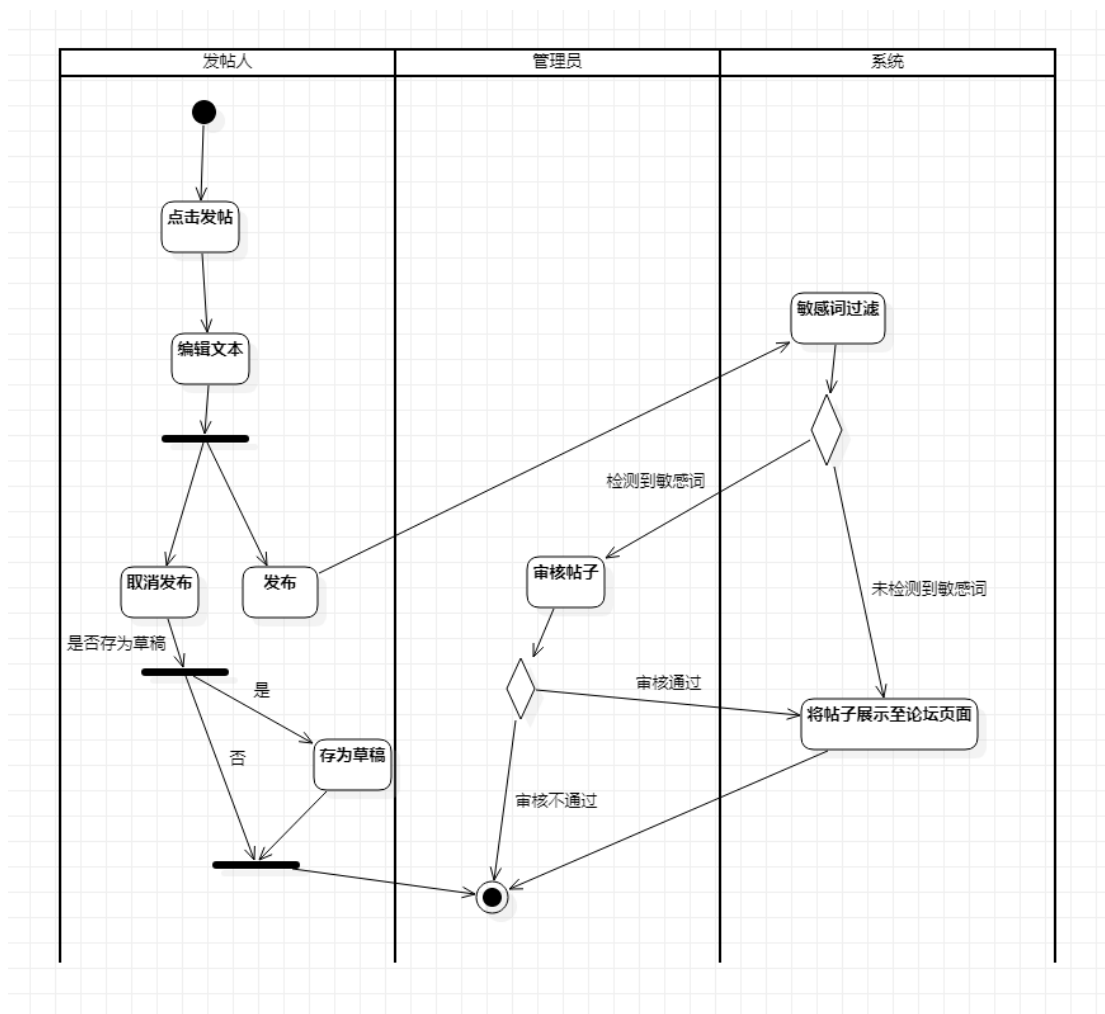 发帖人
管理员
系统
点击发帖
敏感词过滤
编辑文本
检测到敏感词
取消发布
发布
审核帖子
未检测到敏感词
是否存为草稿
审核通过
是
将帖子展示至论坛页面
否
存为草稿
审核不通过